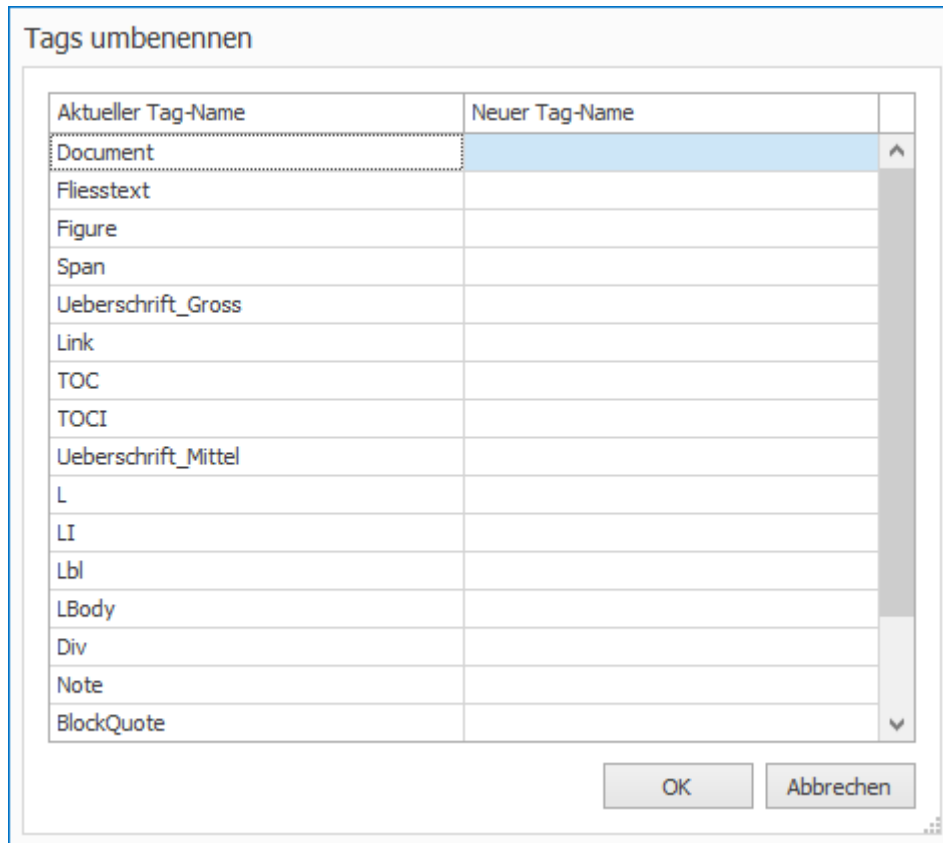 Tags umbenennen
Aktueller Tag-Name Neuer Tag-Name
Document
Fliesstext
Figure
Span
Ueberschrift_Gross
Link
TOC
TOCI
Ueberschrift_Mittel
L
LI
Lbl
LBody
Div
Note
BlockQuote
OK Abbrechen